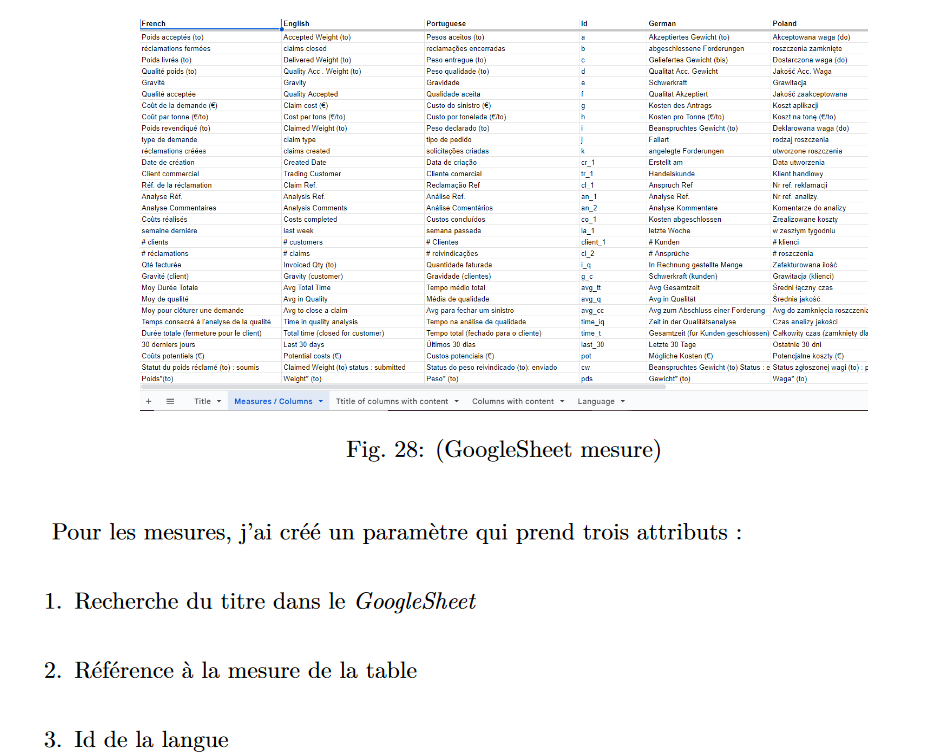 French English Portuguese Id German Poland
Poids acceptés (to) Accepted Weight (to) Pesos aceitos (to) a Akzeptiertes Gewicht (to) Akceptowana waga (do)
réclamations fermées claims closed reclamações encerradas b abgeschlossene Forderungen roszczenia zamknięte
Poids livrés (to) Delivered Weight (to) Peso entregue (to) c Geliefertes Gewicht (bis) Dostarczona waga (do)
Qualité poids (to) Quality Acc . Weight (to) Peso qualidade (to) d Qualität Acc. Gewicht Jakość Acc. Waga
Gravité Gravity Gravidade e Schwerkraft Grawitacja
Qualité acceptée Quality Accepted Qualidade aceita f Qualität Akzeptiert Jakość zaakceptowana
Coût de la demande (€) Claim cost (€) Custo do sinistro (€) g Kosten des Antrags Koszt aplikacji
Coût par tonne (€/to) Cost per tons (€/to) Custo por tonelada (€/to) h Kosten pro Tonne (€/to) Koszt na tonę (€/to)
Poids revendiqué (to) Claimed Weight (to) Peso declarado (to) i Beanspruchtes Gewicht (to) Deklarowana waga (do)
type de demande claim type tipo de pedido j Fallart rodzaj roszczenia
réclamations créées claims created solicitações criadas k angelegte Forderungen utworzone roszczenia
Date de création Created Date Data de criação cr_1 Erstellt am Data utworzenia
Client commercial Trading Customer Cliente comercial tr_1 Handelskunde Klient handlowy
Réf. de la réclamation Claim Ref. Reclamação Ref cl_1 Anspruch Ref Nr ref. reklamacji
Analyse Réf. Analysis Ref. Análise Ref. an_1 Analyse Ref. Nr ref. analizy.
Analyse Commentaires Analysis Comments Análise Comentários an_2 Analyse Kommentare Komentarze do analizy
Coûts réalisés Costs completed Custos concluídos co_1 Kosten abgeschlossen Zrealizowane koszty
semaine dernière last week semana passada la_1 letzte Woche w zeszłym tygodniu
# clients # customers # Clientes client_1 # Kunden # klienci
# réclamations # claims # reivindicações cl_2 # Ansprüche # roszczenia
Qté facturée Invoiced Qty (to) Quantidade faturada i_q In Rechnung gestellte Menge Zafakturowana ilość
Gravité (client) Gravity (customer) Gravidade (clientes) g_c Schwerkraft (kunden) Grawitacja (klienci)
Moy Durée Totale Avg Total Time Tempo médio total avg_tt Avg Gesamtzeit Średni łączny czas
Moy de qualité Avg in Quality Média de qualidade avg_q Avg in Qualität Średnia jakość
Moy pour clôturer une demande Avg to close a claim Avg para fechar um sinistro avg_cc Avg zum Abschluss einer Forderung Avg do zamknięcia roszczenia
Temps consacré à l'analyse de la qualité Time in quality analysis Tempo na análise de qualidade time_iq Zeit in der Qualitätsanalyse Czas analizy jakości
Durée totale (fermeture pour le client) Total time (closed for customer) Tempo total (fechado para o cliente) time_t Gesamtzeit (für Kunden geschlossen) Całkowity czas (zamknięty dla
30 derniers jours Last 30 days Últimos 30 dias last_30 Letzte 30 Tage Ostatnie 30 dni
Coûts potentiels (€) Potential costs (€) Custos potenciais (€) pot Mögliche Kosten (€) Potencjalne koszty (€)
Statut du poids réclamé (to) : soumis Claimed Weight (to) status : submitted Status do peso reivindicado (to): enviado cw Beanspruchtes Gewicht (to) Status : e Status zgłoszonej wagi (to) : p
Poids*(to) Weight* (to) Peso* (to) pds Gewicht* (to) Waga* (to)
+ ≡ Title Measures / Columns Ttitle of columns with content Columns with content Language
Fig. 28: (GoogleSheet mesure)
Pour les mesures, j'ai créé un paramètre qui prend trois attributs :
1. Recherche du titre dans le GoogleSheet
2. Référence à la mesure de la table
3. Id de la langue